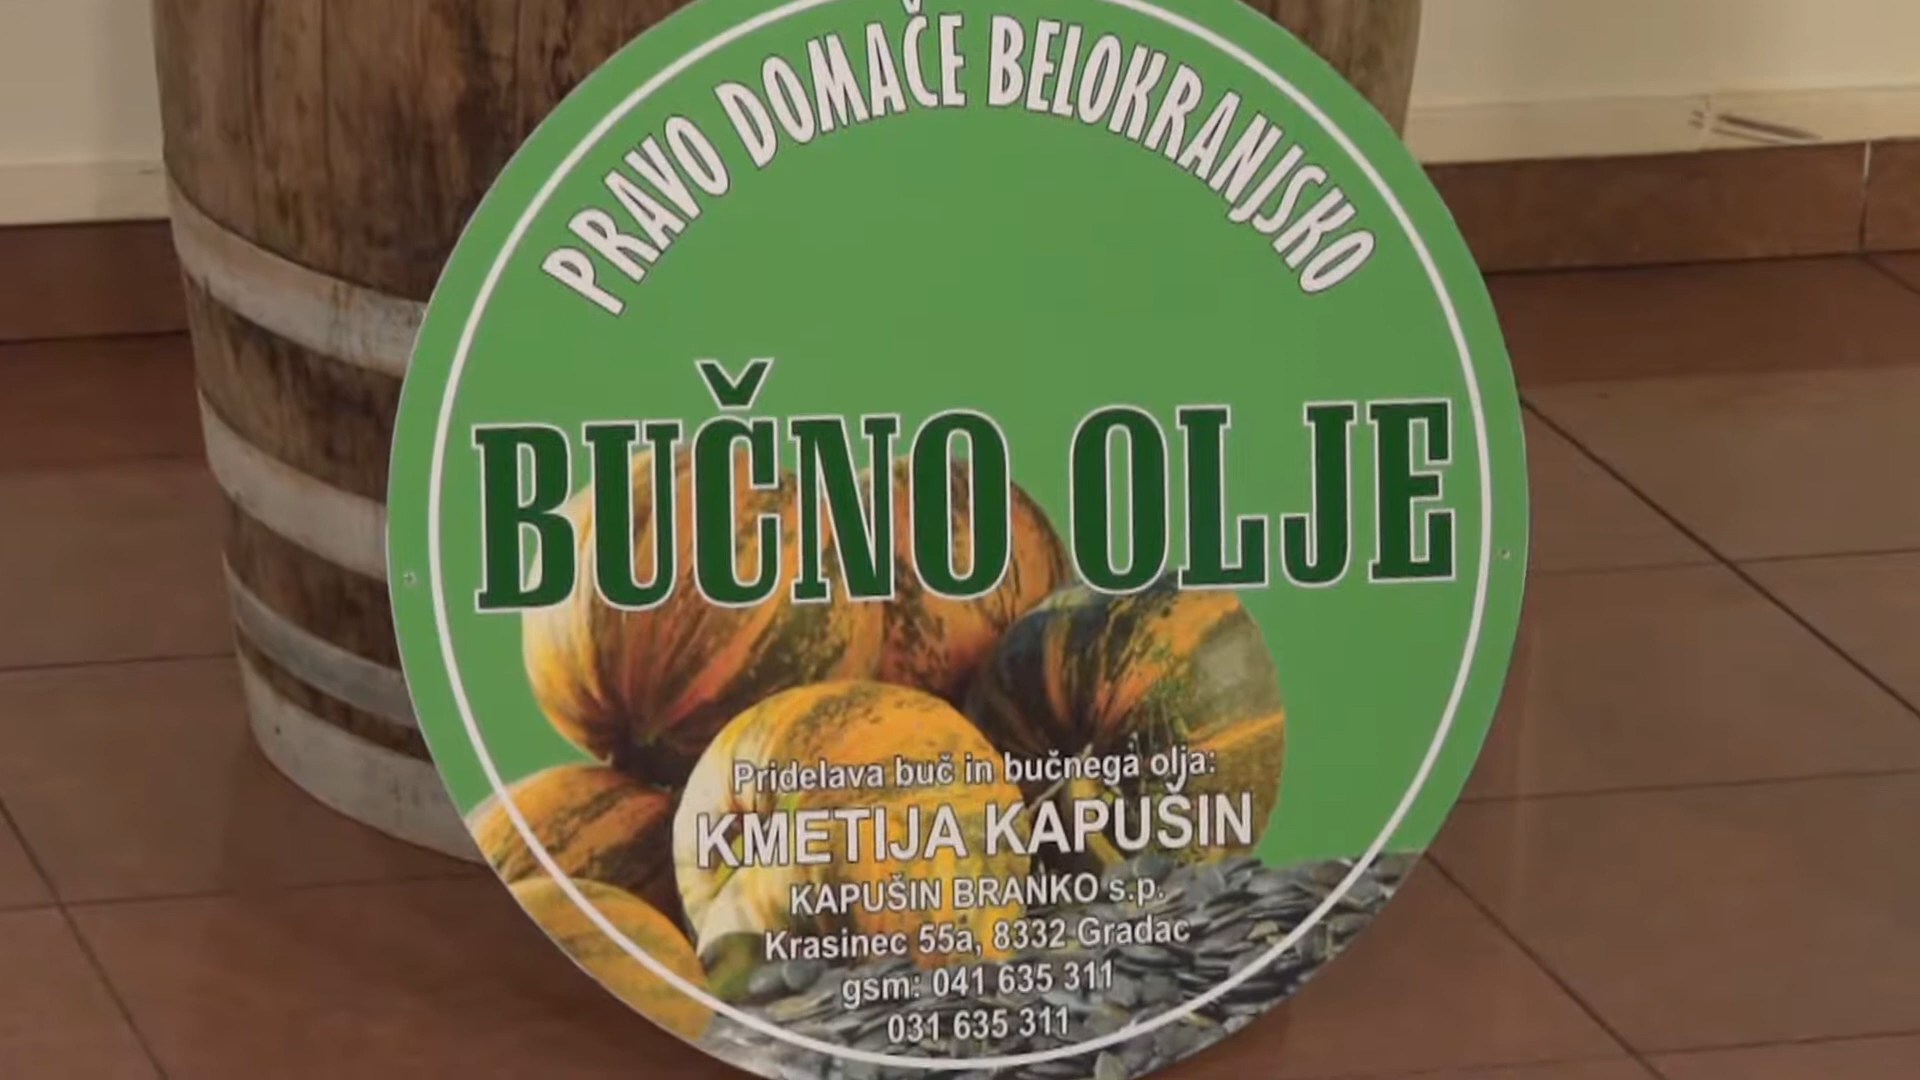 PRAVO DOMAČE BELOKRANJSKO
BUČNO OLJE
Pridelava buč in bučnega olja:
KMETIJA KAPUŠIN
KAPUŠIN BRANKO s.p.
Krasinec 55a, 8332 Gradac
gsm: 041 635 311
031 635 311